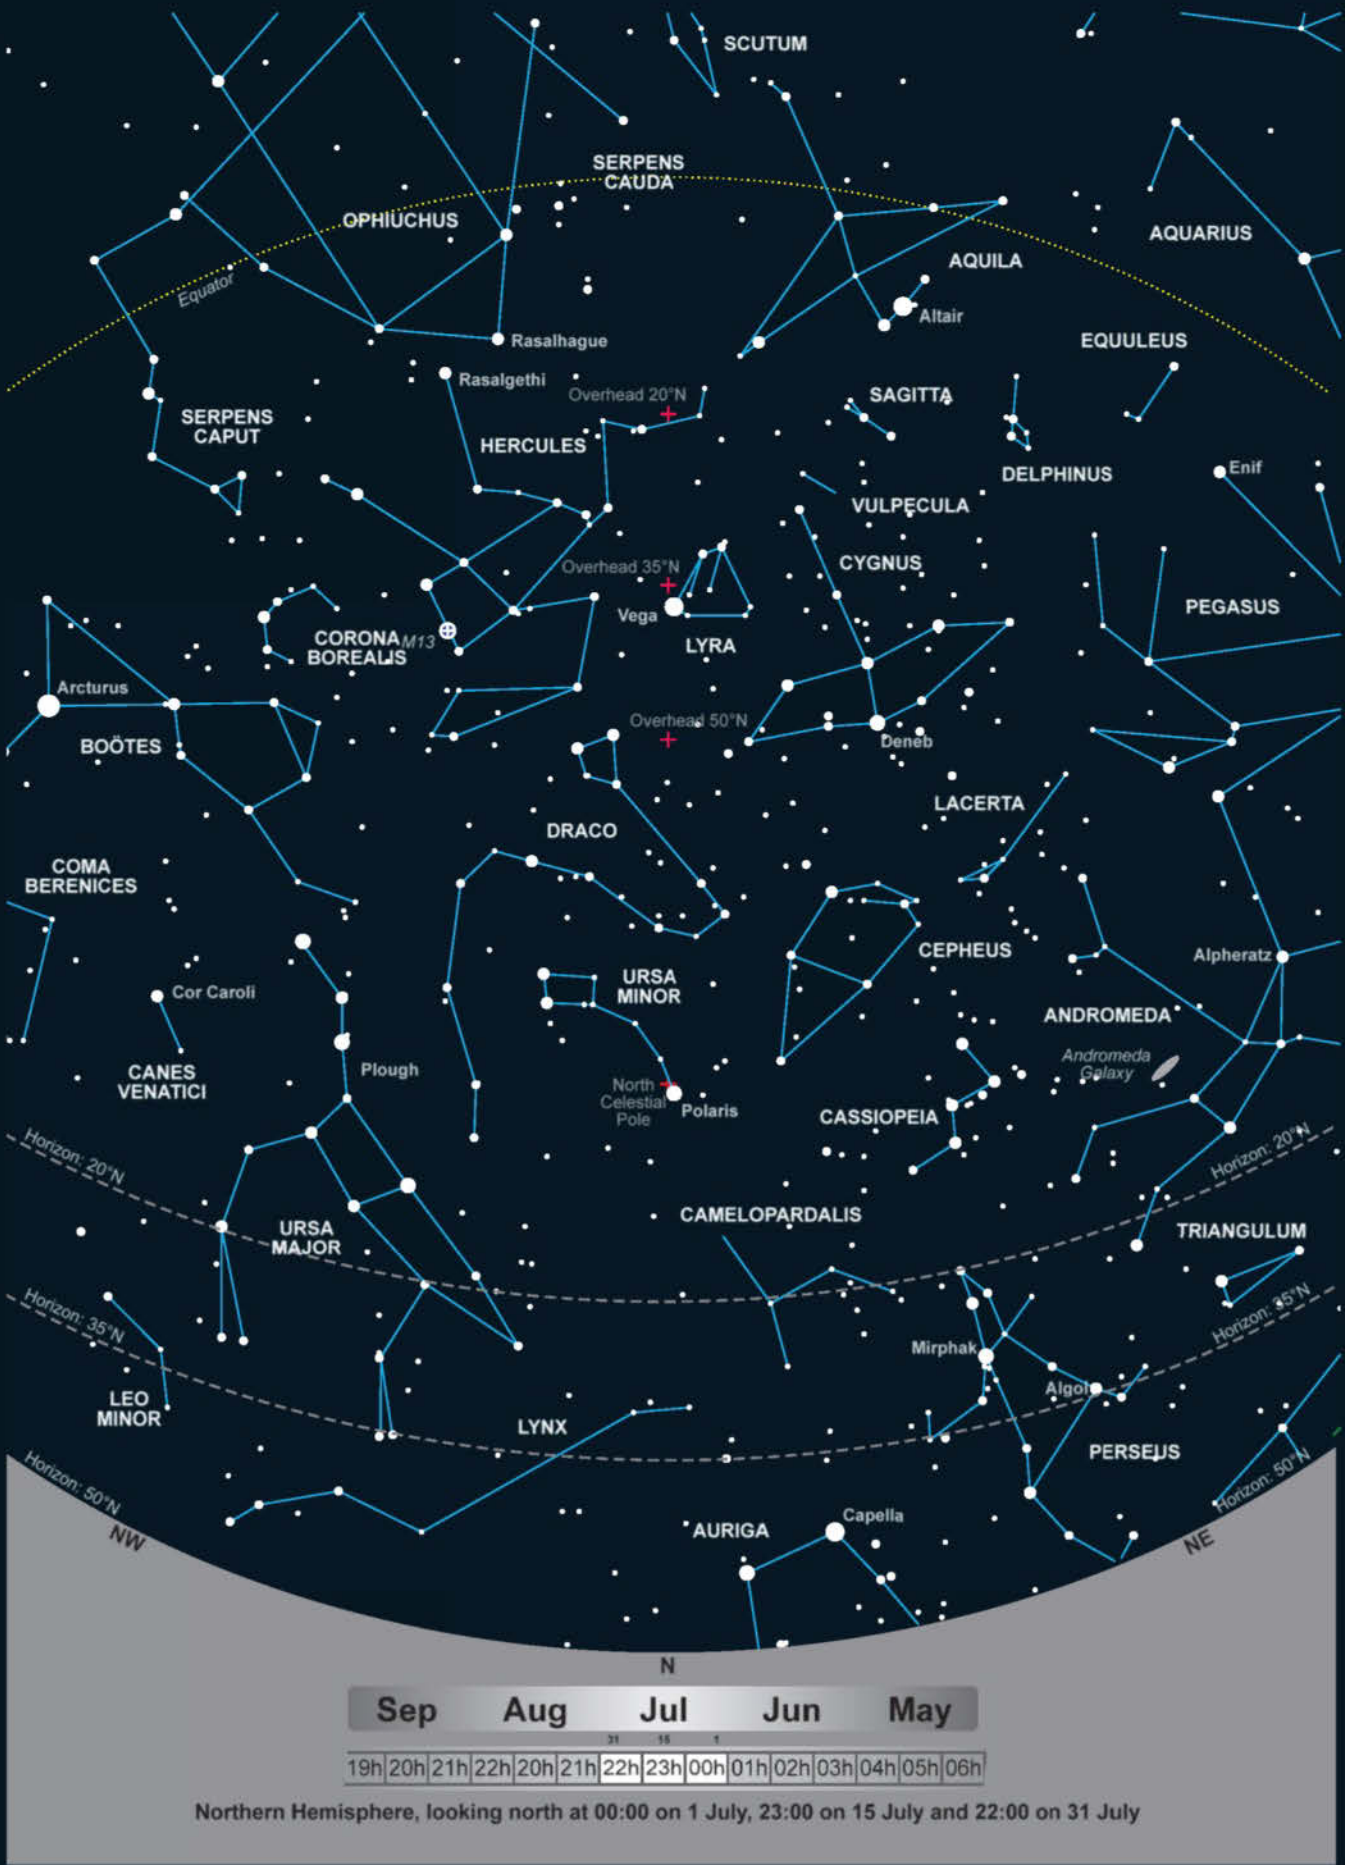 SCUTUM
SERPENS
CAUDA
OPHIUCHUS
AQUARIUS
AQUILA
Equator
Altair
Rasalhague
EQUULEUS
Rasalgethi
Overhead 20°N
SAGITTA
SERPENS
CAPUT
HERCULES
Enif
DELPHINUS
VULPECULA
Overhead 35°N
CYGNUS
Vega
PEGASUS
CORONA
BOREALIS
M13
LYRA
Arcturus
Overhead 50°N
BOÖTES
Deneb
LACERTA
DRACO
COMA
BERENICES
CEPHEUS
Alpheratz
URSA
MINOR
Cor Caroli
ANDROMEDA
Andromeda
Galaxy
CANES
VENATICI
Plough
North
Celestial
Pole
Polaris
CASSIOPEIA
Horizon: 20°N
Horizon: 20°N
CAMELOPARDALIS
URSA
MAJOR
TRIANGULUM
Horizon: 35°N
Horizon: 35°N
Mirphak
Algol
LEO
MINOR
LYNX
PERSEUS
Horizon: 50°N
Horizon: 50°N
Capella
AURIGA
NW
NE
N
Sep Aug Jul Jun May
31 15 1
19h 20h 21h 22h 20h 21h 22h 23h 00h 01h 02h 03h 04h 05h 06h
Northern Hemisphere, looking north at 00:00 on 1 July, 23:00 on 15 July and 22:00 on 31 July